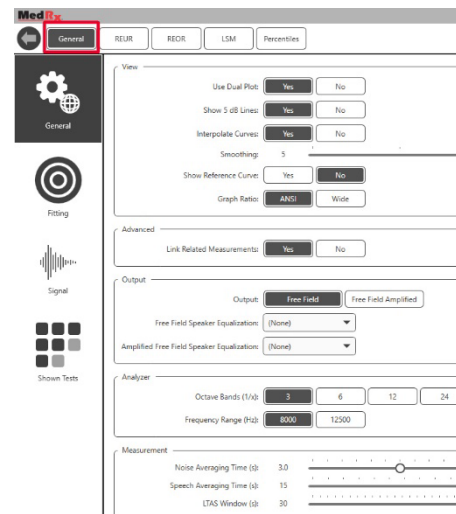 MedRx
General REUR REOR LSM Percentiles
General
Fitting
Signal
Shown Tests
View
Use Dual Plot: Yes No
Show 5 dB Lines: Yes No
Interpolate Curves: Yes No
Smoothing: 5
Show Reference Curve: Yes No
Graph Ratio: ANSI Wide
Advanced
Link Related Measurements: Yes No
Output
Output: Free Field Free Field Amplified
Free Field Speaker Equalization: (None)
Amplified Free Field Speaker Equalization: (None)
Analyzer
Octave Bands (1/x): 3 6 12 24
Frequency Range (Hz): 8000 12500
Measurement
Noise Averaging Time (s): 3.0
Speech Averaging Time (s): 15
LTAS Window (s): 30